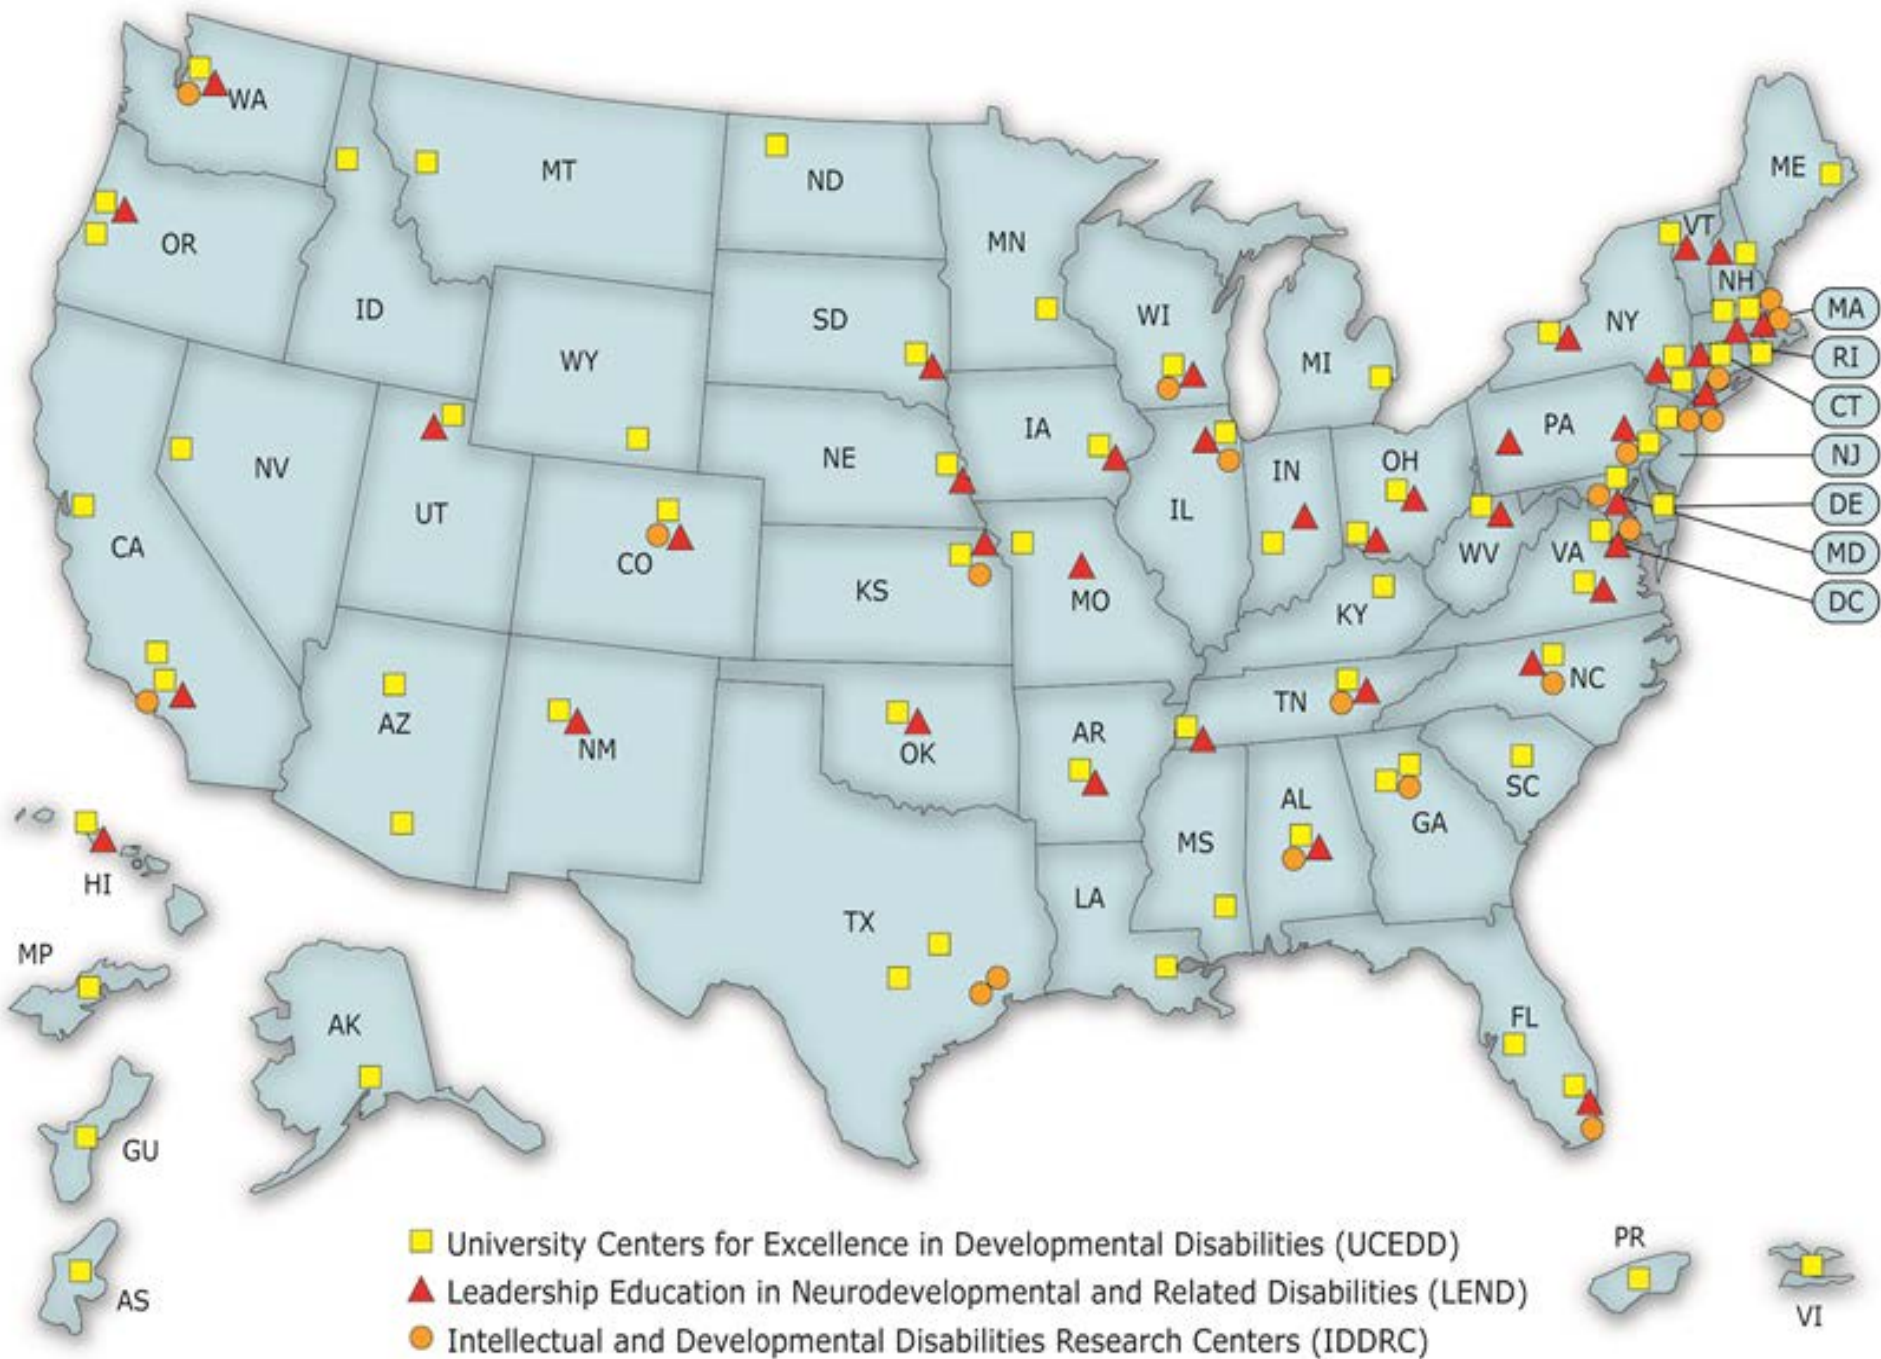 WA
MT
ND
ME
OR
MN
VT
ID
SD
WI
NH
NY
MA
WY
MI
RI
CT
IA
PA
NV
NE
OH
NJ
UT
IN
IL
DE
CA
CO
KS
WV
VA
MD
MO
KY
DC
AZ
NM
OK
AR
TN
NC
SC
AL
GA
MS
HI
LA
TX
MP
AK
FL
GU
AS
University Centers for Excellence in Developmental Disabilities (UCEDD)
Leadership Education in Neurodevelopmental and Related Disabilities (LEND)
Intellectual and Developmental Disabilities Research Centers (IDDRC)
PR
VI